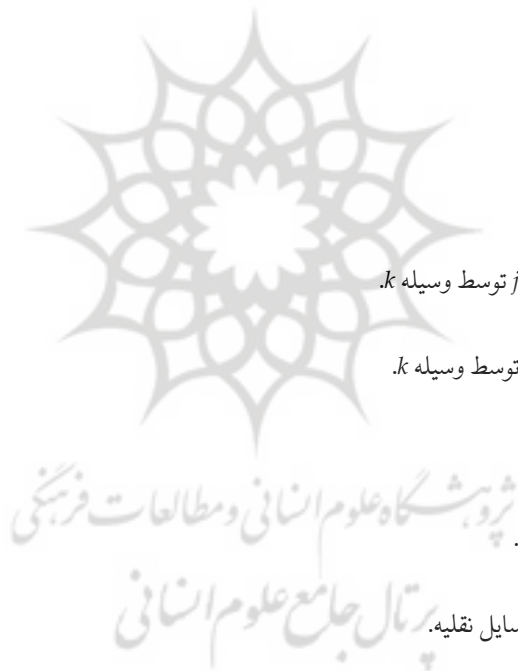 j توسط وسیله k.
توسط وسیله k.
پژوهشگاه علوم انسانی و مطالعات فرهنگی
.
سایل نقلیه.
پرتال جامع علوم انسانی